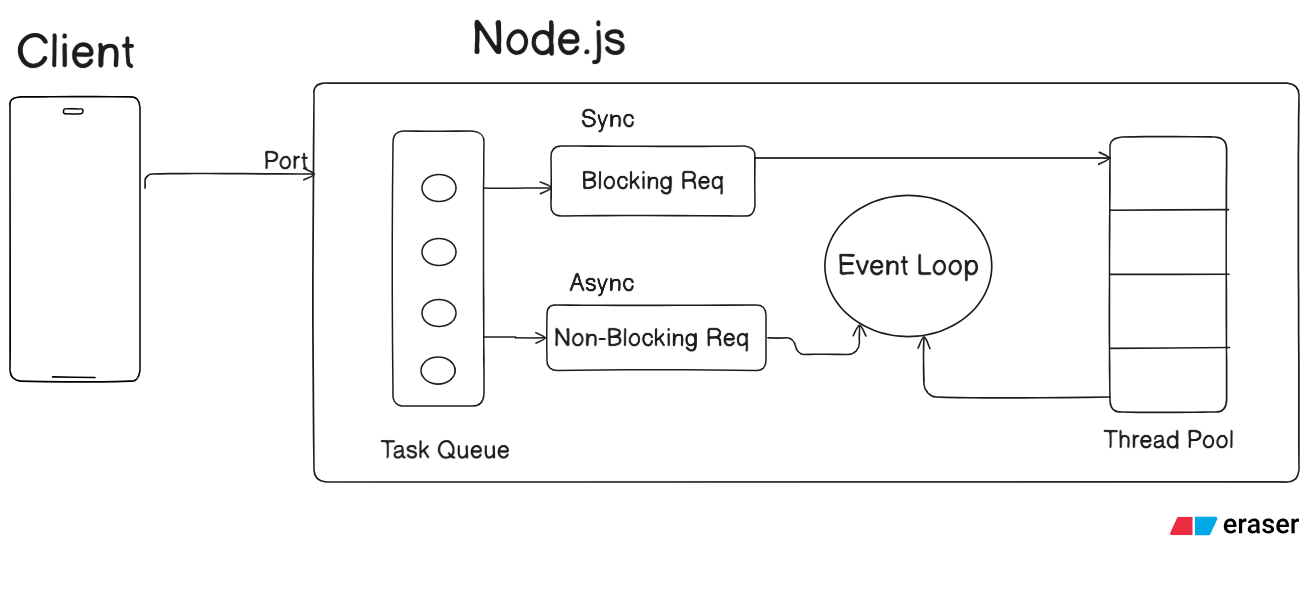 Client
Node.js
Port
Sync
Blocking Req
Event Loop
Async
Non-Blocking Req
Task Queue
Thread Pool
eraser